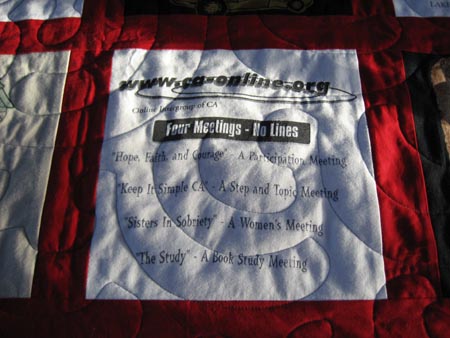 www.ca-online.org
Online Intergroup of CA
Four Meetings - No Lines
"Hope, Faith, and Courage" - A Participation Meeting
"Keep It Simple CA" - A Step and Topic Meeting
"Sisters In Sobriety" - A Women's Meeting
"The Study" - A Book Study Meeting